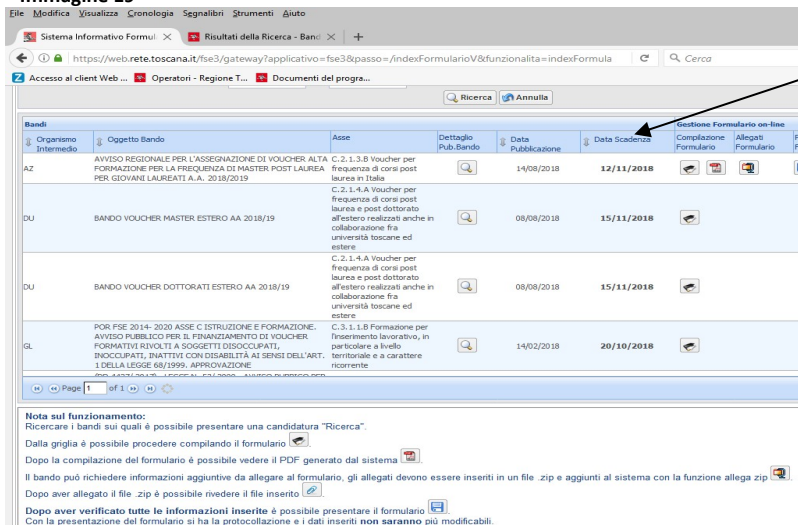 Immagine 19
File Modifica Visualizza Cronologia Segnalibri Strumenti Aiuto
Sistema Informativo Formul × Risultati della Ricerca - Band × +
https://web.rete.toscana.it/fse3/gateway?applicativo=fse3&passo=/indexFormularioV&funzionalita=indexFormula Cerca
Accesso al client Web ... Operatori - Regione T... Documenti del progra...
Ricerca Annulla
Bandi Gestione Formulario on-line
Organismo Intermedio Oggetto Bando Asse Dettaglio Pub.Bando Data Pubblicazione Data Scadenza Compilazione Formulario Allegati Formulario
AVVISO REGIONALE PER L'ASSEGNAZIONE DI VOUCHER ALTA C.2.1.3.B Voucher per
AZ FORMAZIONE PER LA FREQUENZA DI MASTER POST LAUREA frequenza di corsi post 14/08/2018 12/11/2018
PER GIOVANI LAUREATI A.A. 2018/2019 laurea in Italia
C.2.1.4.A Voucher per
frequenza di corsi post
laurea e post dottorato
DU BANDO VOUCHER MASTER ESTERO AA 2018/19 all'estero realizzati anche in 08/08/2018 15/11/2018
collaborazione fra
università toscane ed
estere
C.2.1.4.A Voucher per
frequenza di corsi post
laurea e post dottorato
DU BANDO VOUCHER DOTTORATI ESTERO AA 2018/19 all'estero realizzati anche in 08/08/2018 15/11/2018
collaborazione fra
università toscane ed
estere
POR FSE 2014- 2020 ASSE C ISTRUZIONE E FORMAZIONE. C.3.1.1.B Formazione per
AVVISO PUBBLICO PER IL FINANZIAMENTO DI VOUCHER l'inserimento lavorativo, in
GL FORMATIVI RIVOLTI A SOGGETTI DISOCCUPATI, particolare a livello 14/02/2018 20/10/2018
INOCCUPATI, INATTIVI CON DISABILITÀ AI SENSI DELL'ART. territoriale e a carattere
1 DELLA LEGGE 68/1999. APPROVAZIONE ricorrente
Page 1 of 1
Nota sul funzionamento:
Ricercare i bandi sui quali è possibile presentare una candidatura "Ricerca".
Dalla griglia è possibile procedere compilando il formulario .
Dopo la compilazione del formulario è possibile vedere il PDF generato dal sistema .
Il bando può richiedere informazioni aggiuntive da allegare al formulario, gli allegati devono essere inseriti in un file .zip e aggiunti al sistema con la funzione allega zip .
Dopo aver allegato il file .zip è possibile rivedere il file inserito .
Dopo aver verificato tutte le informazioni inserite è possibile presentare il formulario .
Con la presentazione del formulario si ha la protocollazione e i dati inseriti non saranno più modificabili.